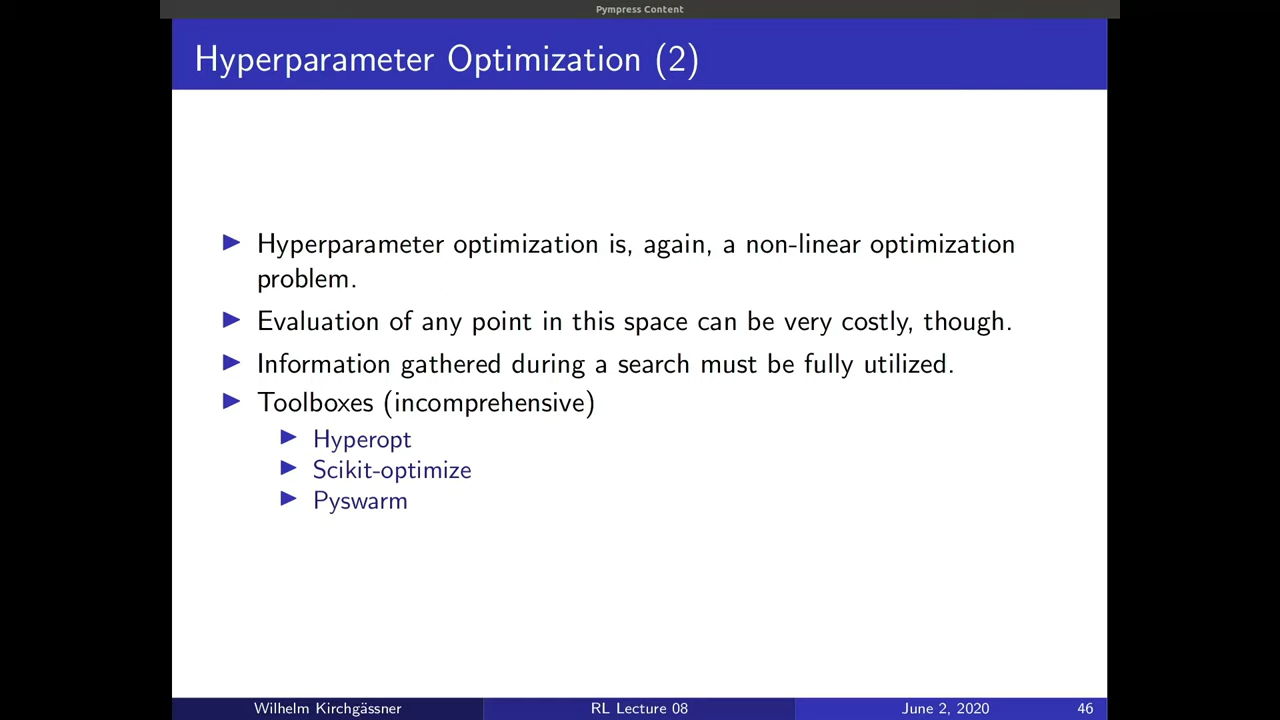 Pympress Content
Hyperparameter Optimization (2)
Hyperparameter optimization is, again, a non-linear optimization
problem.
Evaluation of any point in this space can be very costly, though.
Information gathered during a search must be fully utilized.
Toolboxes (incomprehensive)
Hyperopt
Scikit-optimize
Pyswarm
Wilhelm Kirchgässner RL Lecture 08 June 2, 2020 46